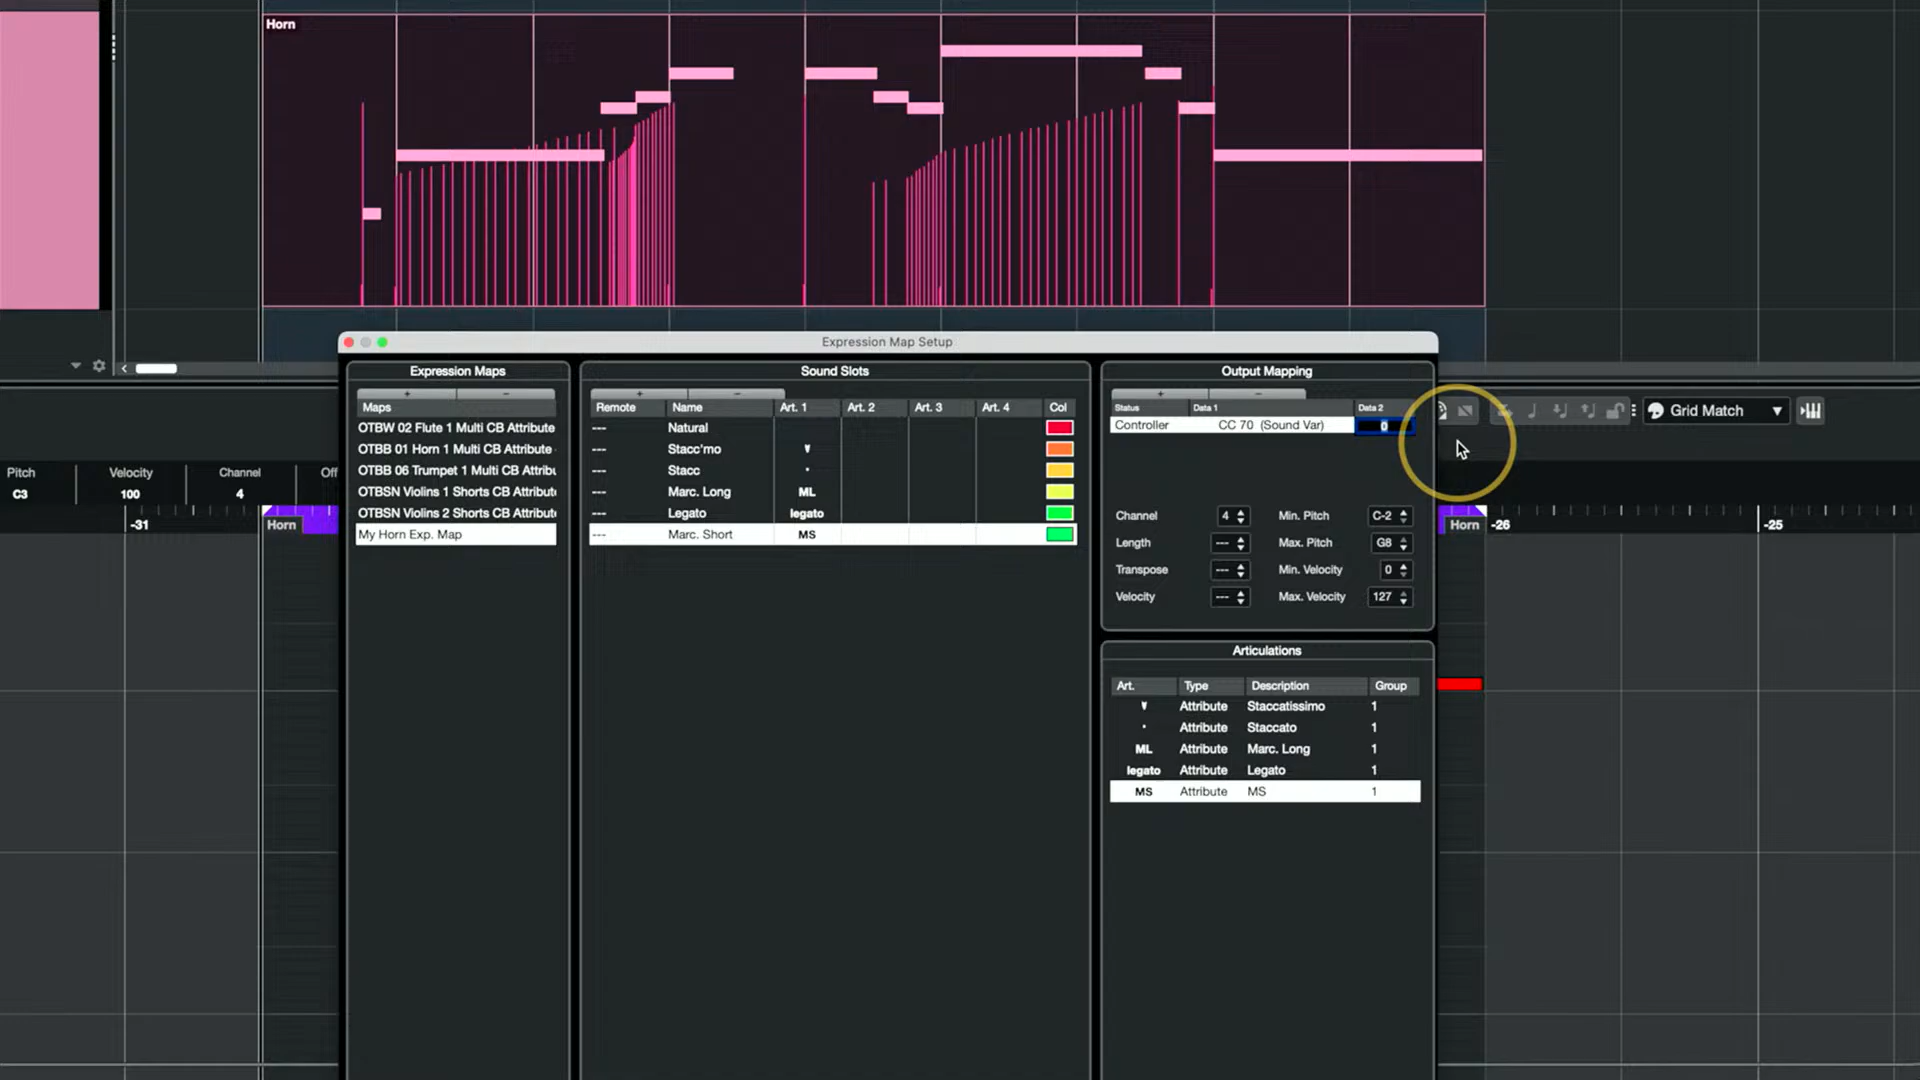 Horn
Expression Map Setup
Expression Maps
Sound Slots
Output Mapping
+ -
+ -
+ -
Maps
Remote Name Art. 1 Art. 2 Art. 3 Art. 4 Col
Status Data 1 Data 2
Grid Match
OTBW 02 Flute 1 Multi CB Attribute
--- Natural
Controller CC 70 (Sound Var) 0
OTBB 01 Horn 1 Multi CB Attribute
--- Stacc'mo
OTBB 06 Trumpet 1 Multi CB Attribu
--- Stacc
OTBSN Violins 1 Shorts CB Attribut
--- Marc. Long ML
OTBSN Violins 2 Shorts CB Attribut
--- Legato legato
My Horn Exp. Map
--- Marc. Short MS
Channel 4 Min. Pitch C-2
Length --- Max. Pitch G8
Transpose --- Min. Velocity 0
Velocity --- Max. Velocity 127
Pitch Velocity Channel Off
C3 100 4
-31 Horn
Horn -26 -25
Articulations
Art. Type Description Group
Attribute Staccatissimo 1
Attribute Staccato 1
ML Attribute Marc. Long 1
legato Attribute Legato 1
MS Attribute MS 1